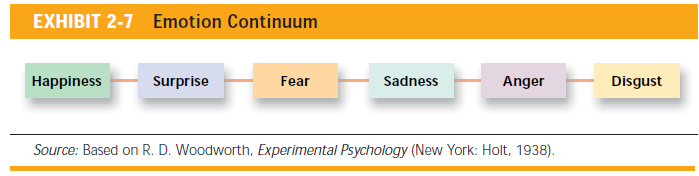 EXHIBIT 2-7 Emotion Continuum
Happiness Surprise Fear Sadness Anger Disgust
Source: Based on R. D. Woodworth, Experimental Psychology (New York: Holt, 1938).